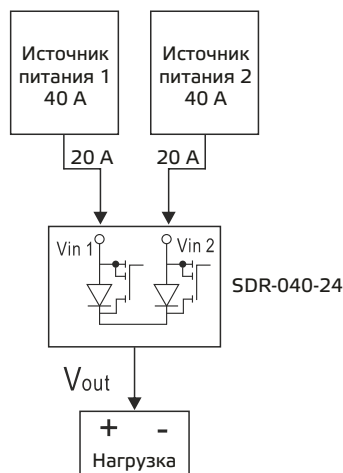 Источник
питания 1
40 А
Источник
питания 2
40 А
20 А
20 А
Vin 1
Vin 2
SDR-040-24
Vout
+ -
Нагрузка